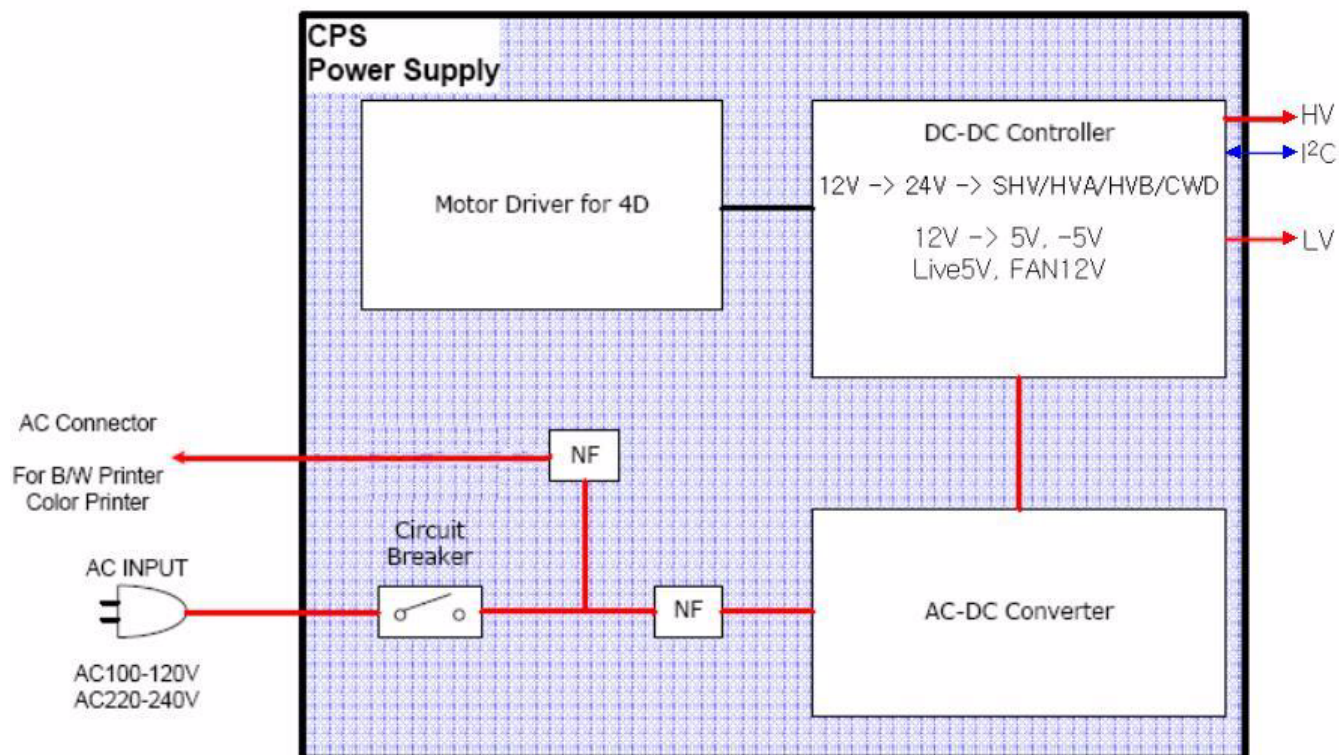 CPS
Power Supply
Motor Driver for 4D
DC-DC Controller
12V -> 24V -> SHV/HVA/HVB/CWD
12V -> 5V, -5V
Live5V, FAN12V
HV
I²C
LV
AC Connector
For B/W Printer
Color Printer
NF
Circuit
Breaker
AC INPUT
NF
AC-DC Converter
AC100-120V
AC220-240V